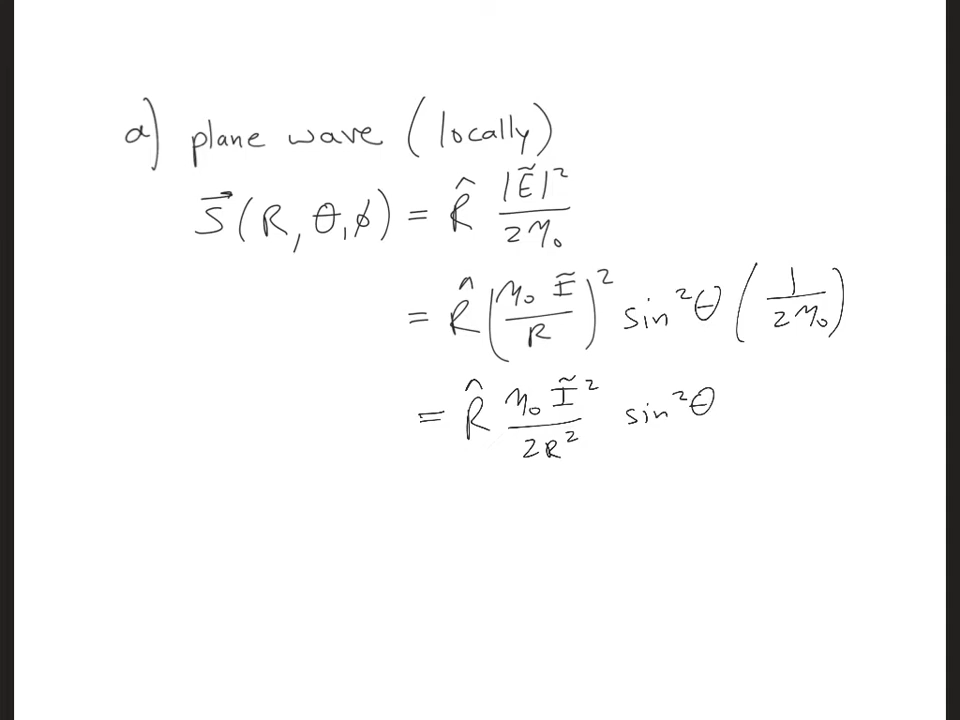 a) plane wave (locally)
S⃗(R, θ, ϕ) = R̂ |Ẽ|² / 2η₀
= R̂ (η₀ Ĩ / R)² sin²θ (1 / 2η₀)
= R̂ η₀ Ĩ² / 2R² sin²θ